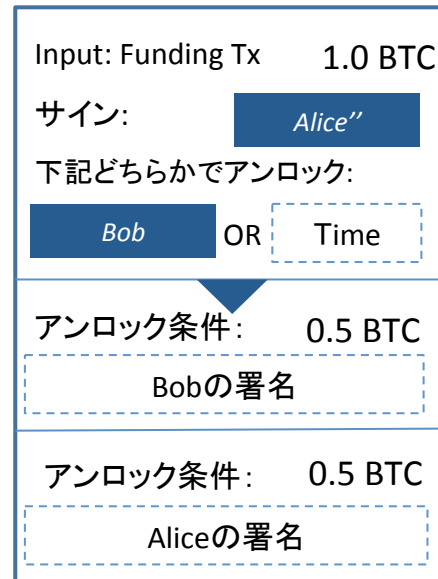 Input: Funding Tx 1.0 BTC
サイン: Alice’’
下記どちらかでアンロック:
Bob OR Time
アンロック条件: 0.5 BTC
Bobの署名
アンロック条件: 0.5 BTC
Aliceの署名